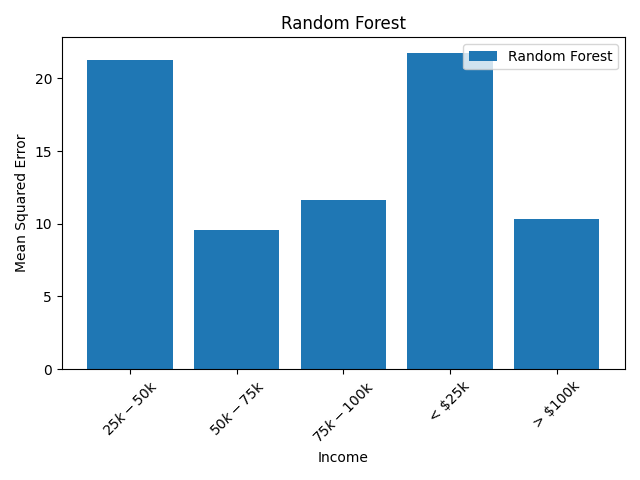 Random Forest
Random Forest
Mean Squared Error
20
15
10
5
0
25k − 50k
50k − 75k
75k − 100k
< $25k
> $100k
Income